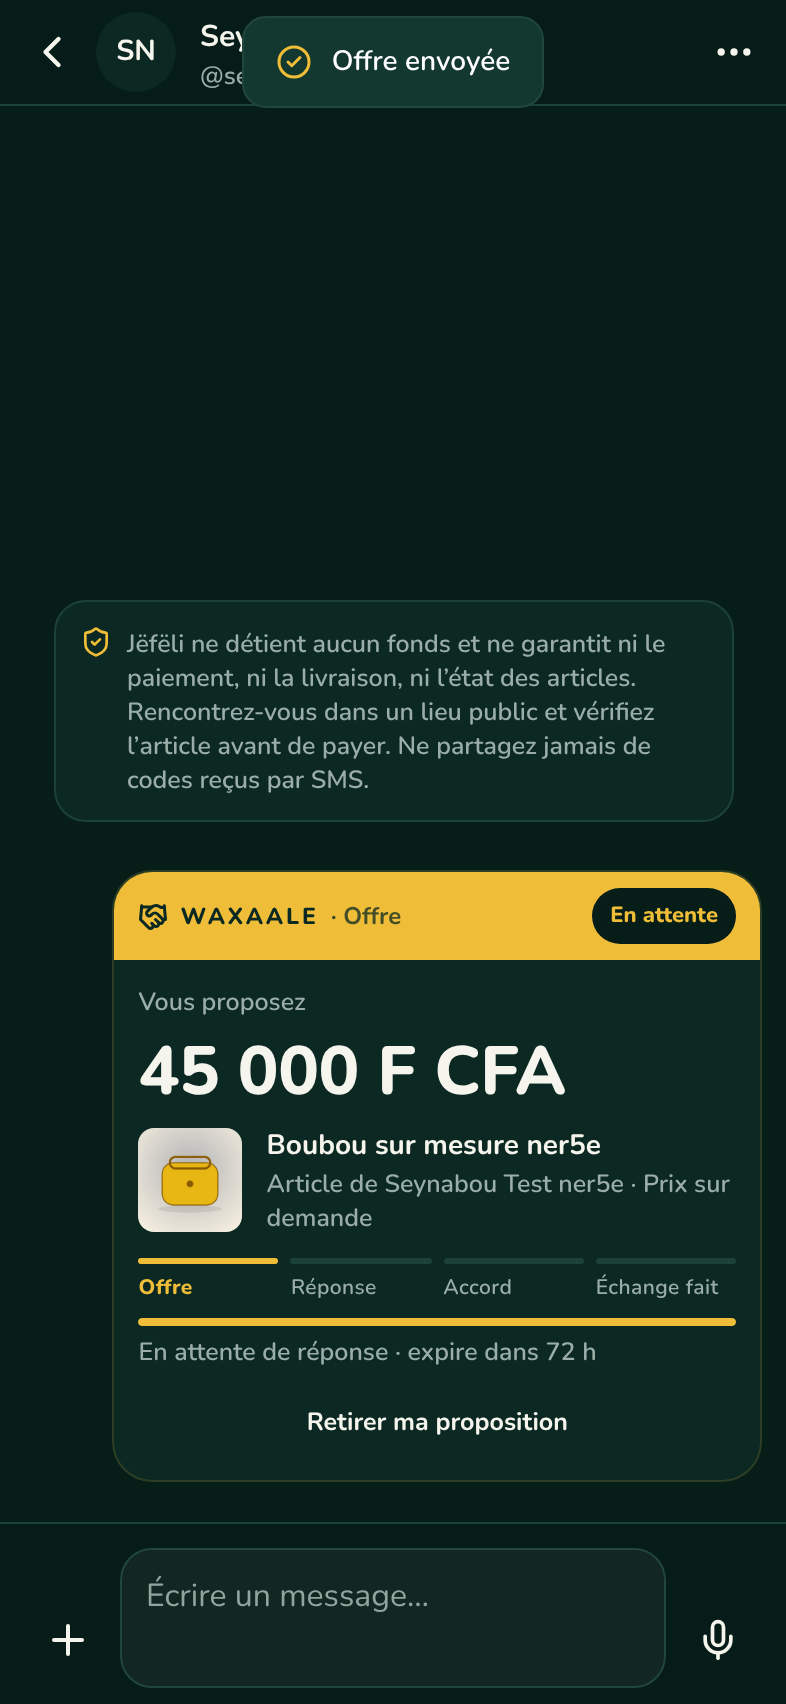 SN
Offre envoyée
Jëfëli ne détient aucun fonds et ne garantit ni le
paiement, ni la livraison, ni l’état des articles.
Rencontrez-vous dans un lieu public et vérifiez
l’article avant de payer. Ne partagez jamais de
codes reçus par SMS.
WAXAALE · Offre
En attente
Vous proposez
45 000 F CFA
Boubou sur mesure ner5e
Article de Seynabou Test ner5e · Prix sur
demande
Offre Réponse Accord Échange fait
En attente de réponse · expire dans 72 h
Retirer ma proposition
Écrire un message...